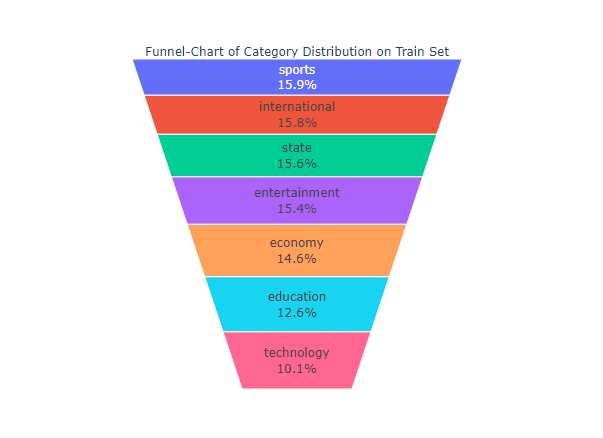 Funnel-Chart of Category Distribution on Train Set
sports
15.9%
international
15.8%
state
15.6%
entertainment
15.4%
economy
14.6%
education
12.6%
technology
10.1%